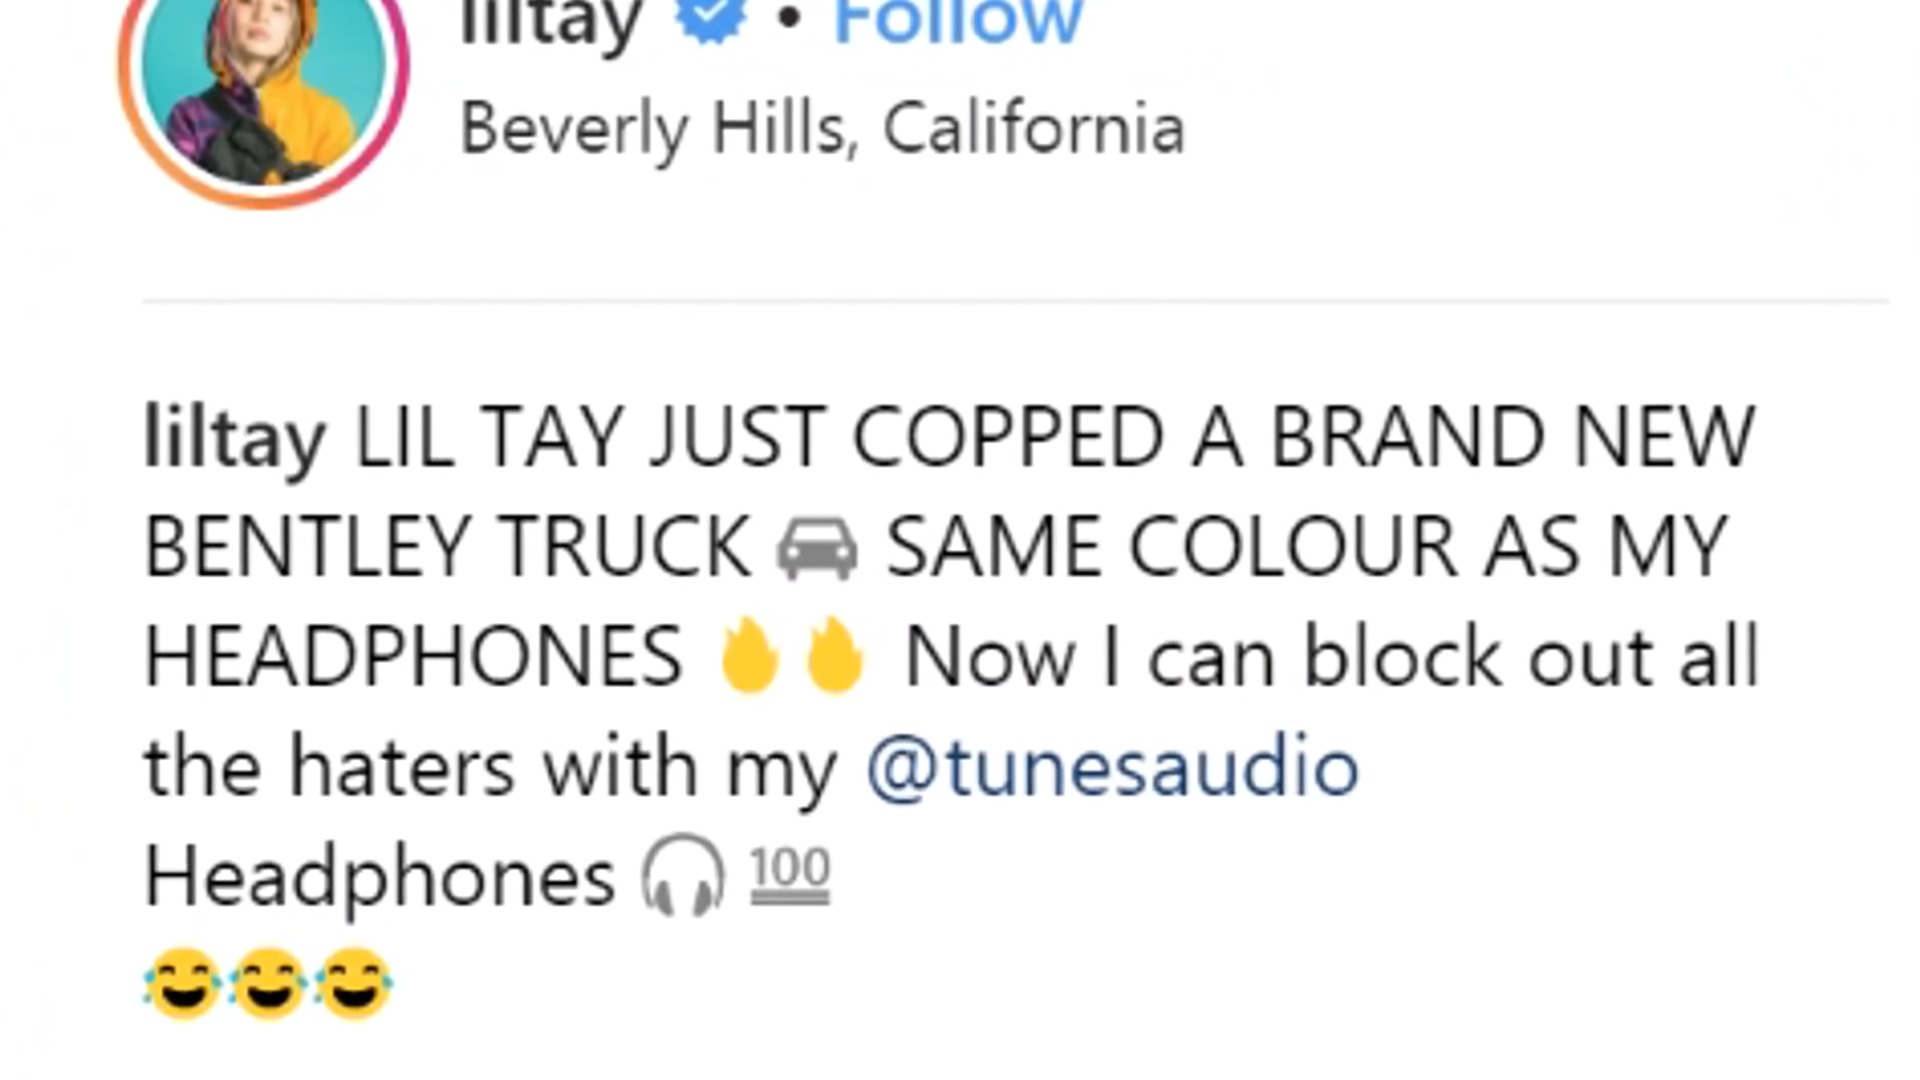 liltay • Follow
Beverly Hills, California
liltay LIL TAY JUST COPPED A BRAND NEW
BENTLEY TRUCK 🚘 SAME COLOUR AS MY
HEADPHONES 🔥🔥 Now I can block out all
the haters with my @tunesaudio
Headphones 🎧 💯
😂😂😂